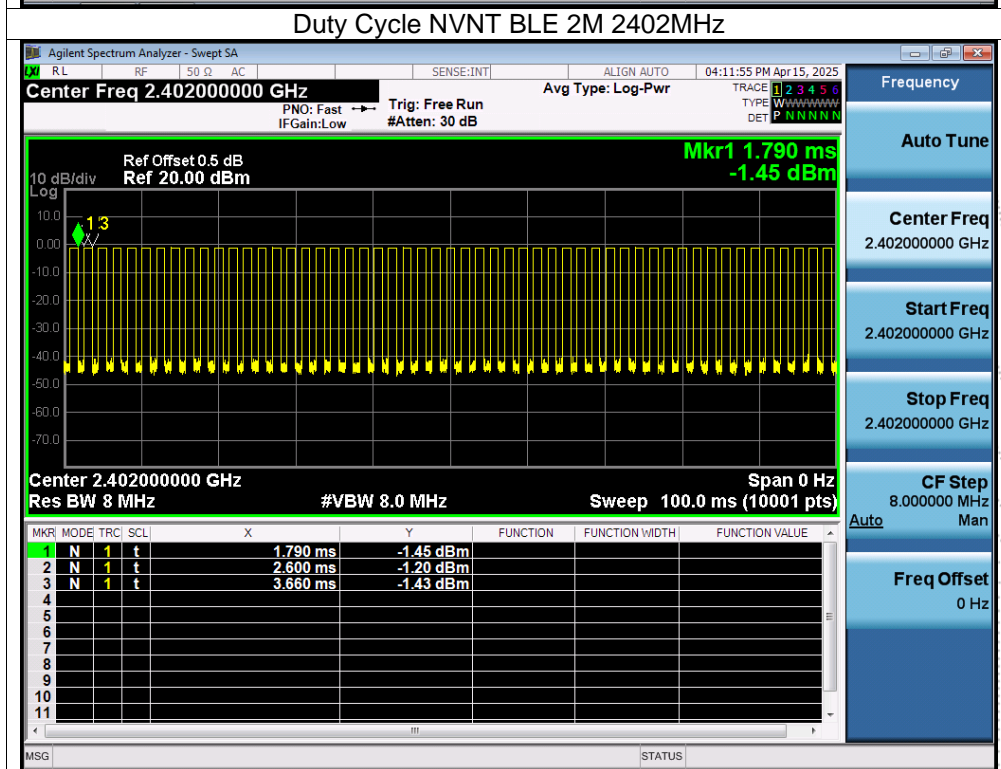 Duty Cycle NVNT BLE 2M 2402MHz
Agilent Spectrum Analyzer - Swept SA
LXI RL RF 50 Ω AC SENSE:INT ALIGN AUTO 04:11:55 PM Apr 15, 2025
Center Freq 2.402000000 GHz
PNO: Fast
IFGain:Low
Trig: Free Run
#Atten: 30 dB
Avg Type: Log-Pwr
TRACE 1 2 3 4 5 6
TYPE WWWWWW
DET P N N N N N
Ref Offset 0.5 dB
Ref 20.00 dBm
10 dB/div
Log
Mkr1 1.790 ms
-1.45 dBm
10.0
0.00
-10.0
-20.0
-30.0
-40.0
-50.0
-60.0
-70.0
1 3
Center 2.402000000 GHz Span 0 Hz
Res BW 8 MHz #VBW 8.0 MHz Sweep 100.0 ms (10001 pts)
MKR MODE TRC SCL X Y FUNCTION FUNCTION WIDTH FUNCTION VALUE
1 N 1 t 1.790 ms -1.45 dBm
2 N 1 t 2.600 ms -1.20 dBm
3 N 1 t 3.660 ms -1.43 dBm
4
5
6
7
8
9
10
11
MSG STATUS
Frequency
Auto Tune
Center Freq
2.402000000 GHz
Start Freq
2.402000000 GHz
Stop Freq
2.402000000 GHz
CF Step
8.000000 MHz
Auto Man
Freq Offset
0 Hz